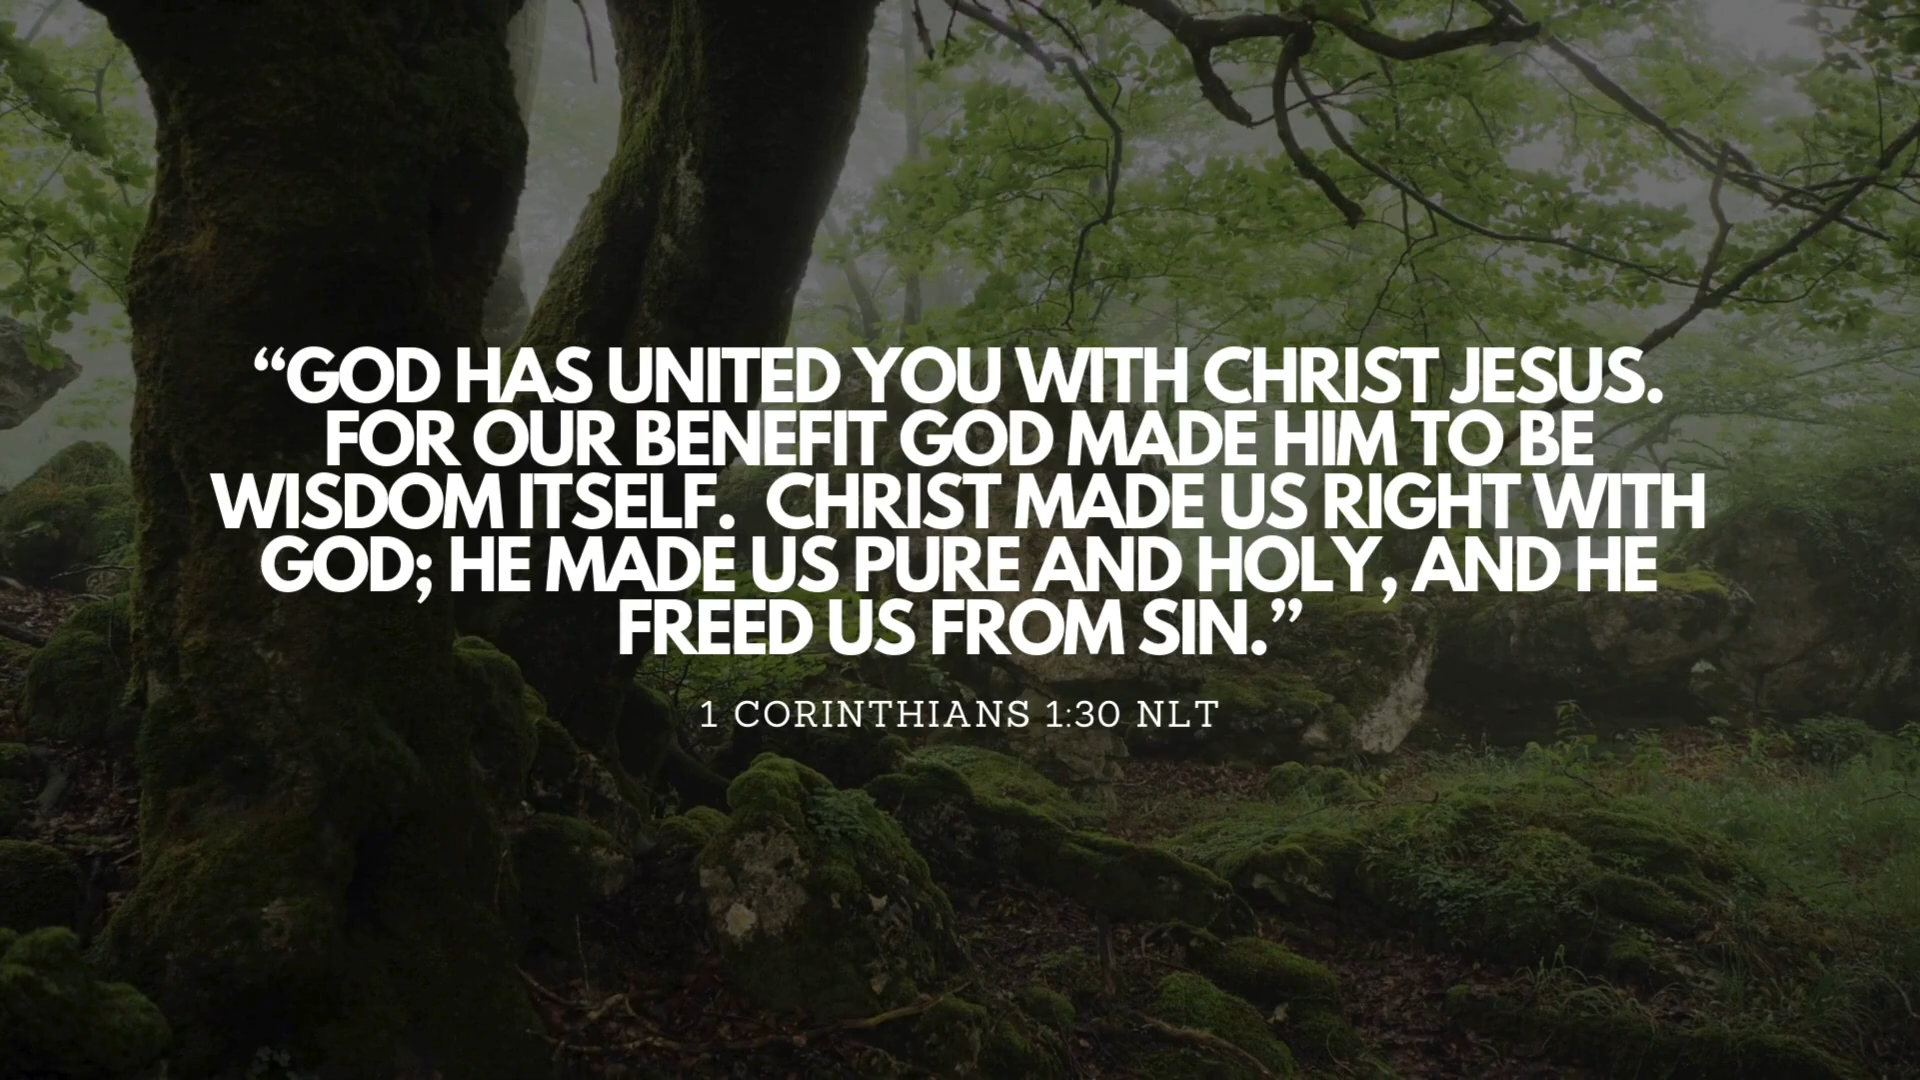 “GOD HAS UNITED YOU WITH CHRIST JESUS.
FOR OUR BENEFIT GOD MADE HIM TO BE
WISDOM ITSELF.  CHRIST MADE US RIGHT WITH
GOD; HE MADE US PURE AND HOLY, AND HE
FREED US FROM SIN.”
1 CORINTHIANS 1:30 NLT